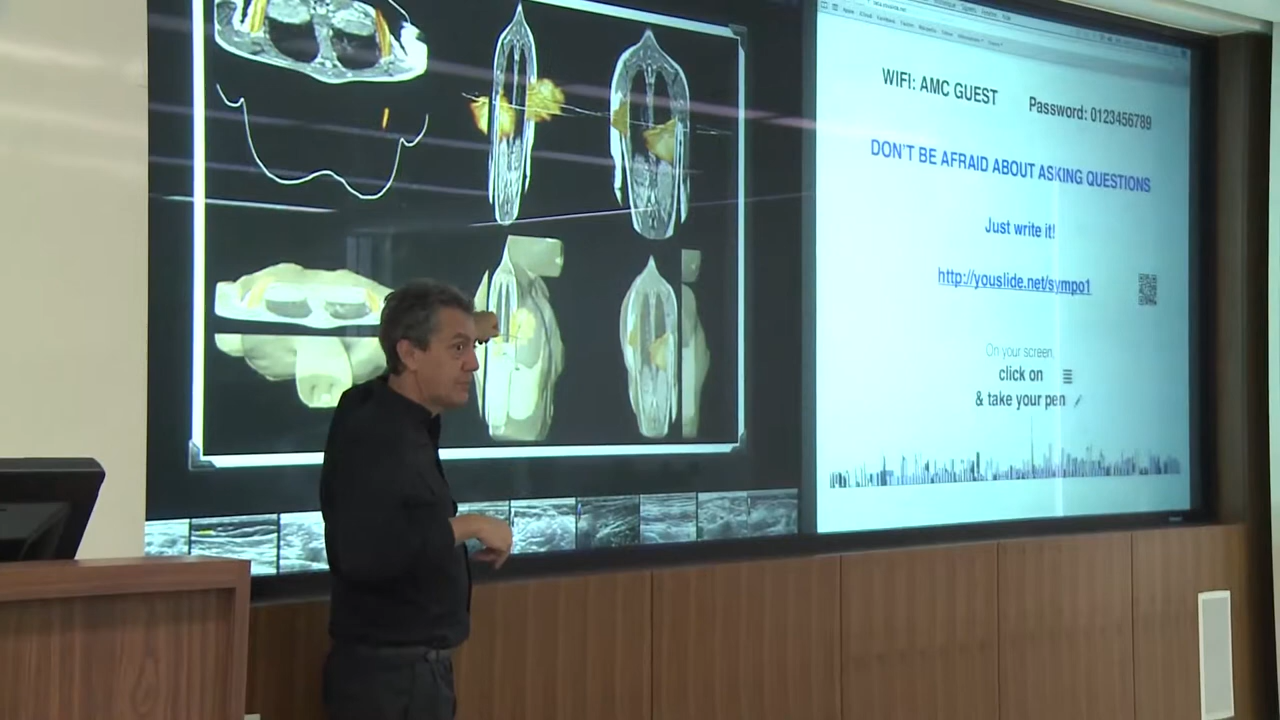 WIFI: AMC GUEST
Password: 0123456789
DON'T BE AFRAID ABOUT ASKING QUESTIONS
Just write it!
http://youslide.net/sympo1
On your screen,
click on
& take your pen